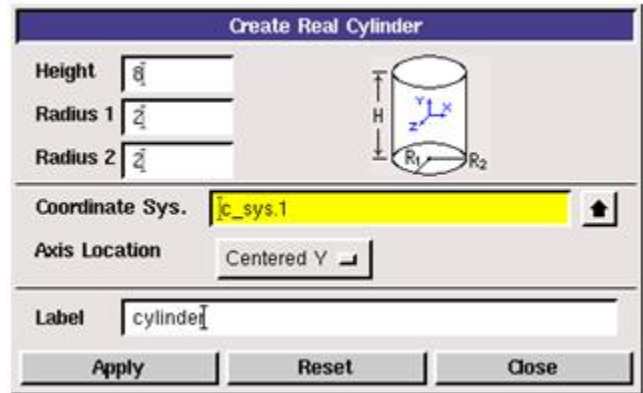 Create Real Cylinder
Height 8
Radius 1 2
Radius 2 2
H
Y
X
Z
R1
R2
Coordinate Sys. c_sys.1
Axis Location Centered Y
Label cylinder
Apply Reset Close